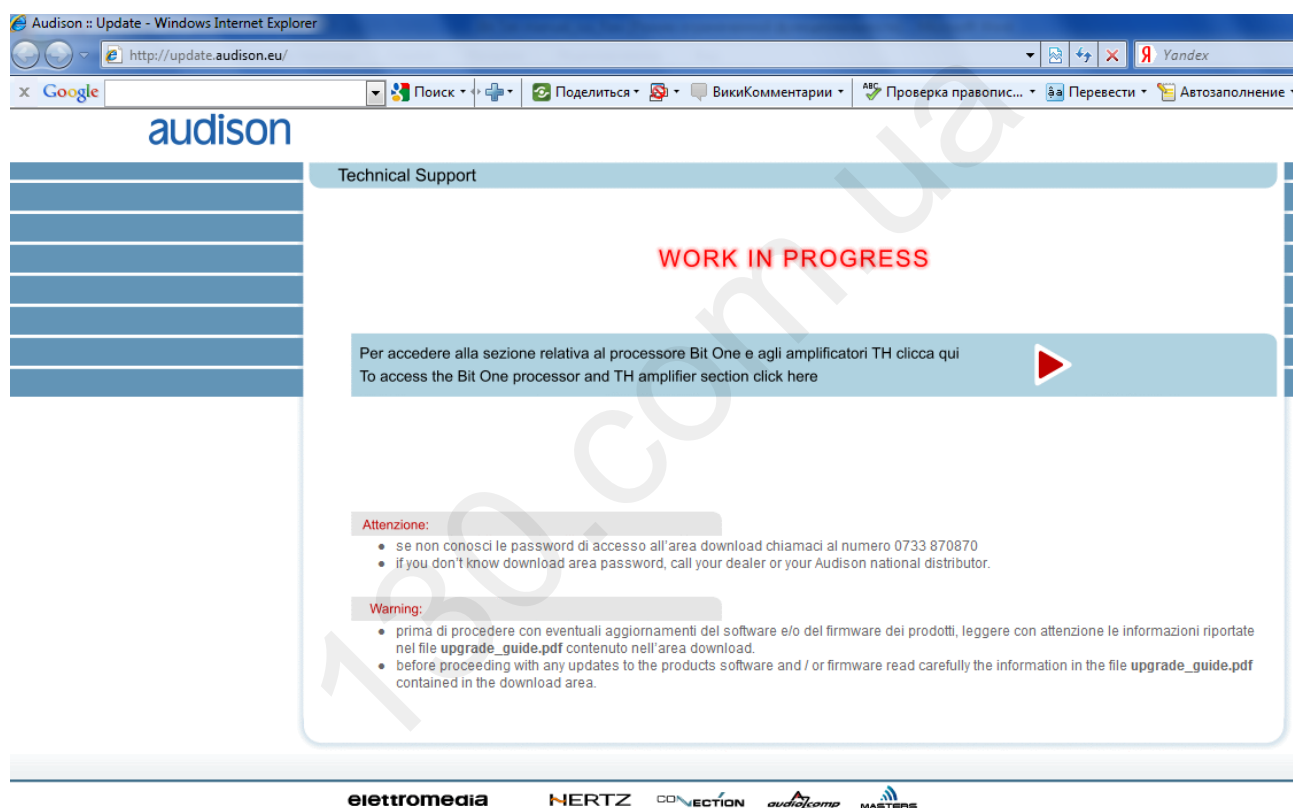 Audison :: Update - Windows Internet Explorer
http://update.audison.eu/
Yandex
x Google Поиск Поделиться ВикиКомментарии Проверка правопис... Перевести Автозаполнение
audison
Technical Support
WORK IN PROGRESS
Per accedere alla sezione relativa al processore Bit One e agli amplificatori TH clicca qui
To access the Bit One processor and TH amplifier section click here
Attenzione:
se non conosci le password di accesso all'area download chiamaci al numero 0733 870870
if you don't know download area password, call your dealer or your Audison national distributor.
Warning:
prima di procedere con eventuali aggiornamenti del software e/o del firmware dei prodotti, leggere con attenzione le informazioni riportate
nel file upgrade_guide.pdf contenuto nell'area download.
before proceeding with any updates to the products software and / or firmware read carefully the information in the file upgrade_guide.pdf
contained in the download area.
elettromedia HERTZ CONNECTION audiocomp MASTERS
130.com.ua